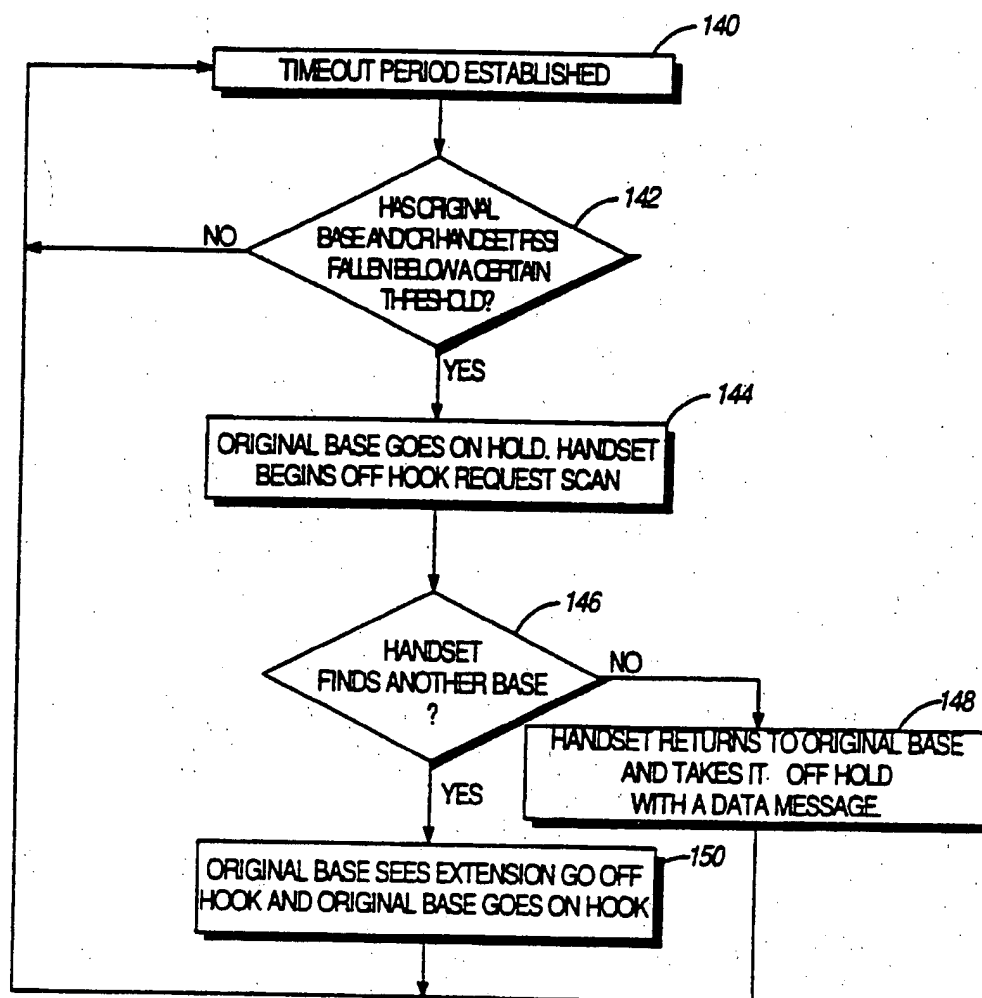 140
TIMEOUT PERIOD ESTABLISHED
142
HAS ORIGINAL
BASE AND/OR HANDSET RSSI
FALLEN BELOW A CERTAIN
THRESHOLD?
NO
YES
144
ORIGINAL BASE GOES ON HOLD. HANDSET
BEGINS OFF HOOK REQUEST SCAN
146
HANDSET
FINDS ANOTHER BASE
?
NO
148
HANDSET RETURNS TO ORIGINAL BASE
AND TAKES IT OFF HOLD
WITH A DATA MESSAGE
YES
150
ORIGINAL BASE SEES EXTENSION GO OFF
HOOK AND ORIGINAL BASE GOES ON HOOK